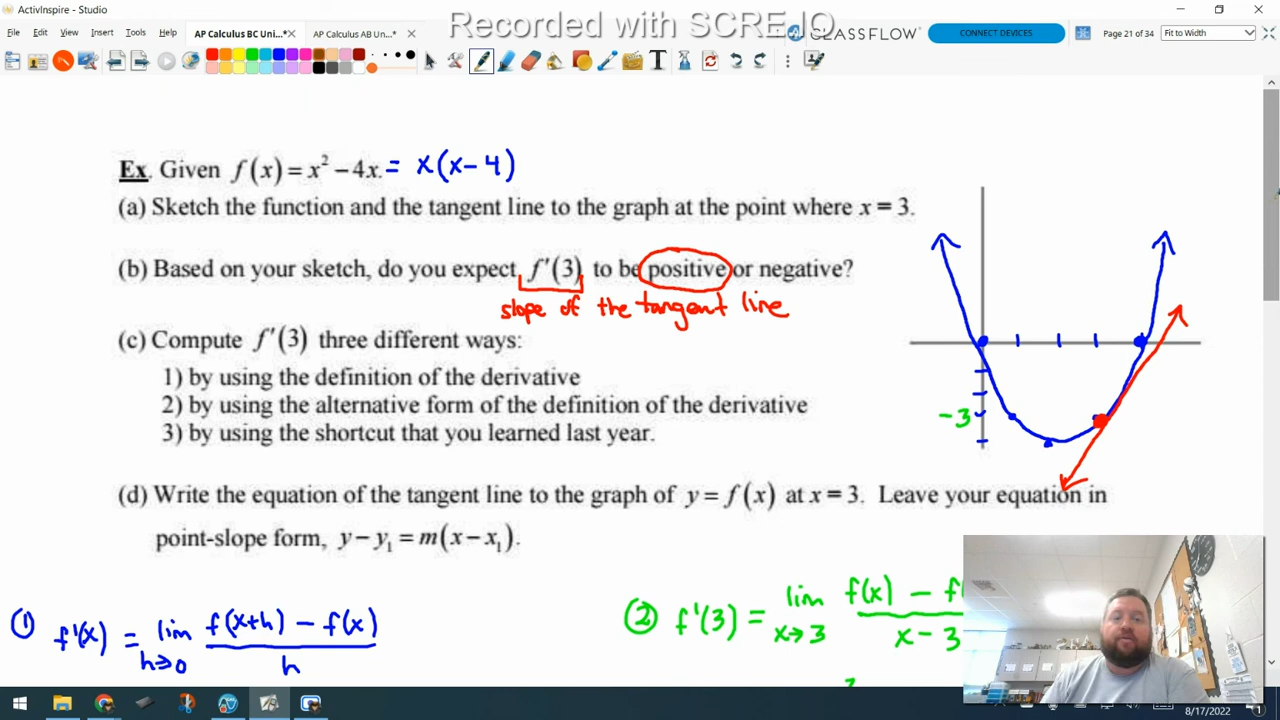 ActivInspire - Studio
Recorded with SCRE.IO
AP Calculus BC Uni...*
AP Calculus AB Un...*
CLASSFLOW
CONNECT DEVICES
Page 21 of 34
Fit to Width
File Edit View Insert Tools Help
Ex. Given f(x) = x² − 4x. = x(x−4)
(a) Sketch the function and the tangent line to the graph at the point where x = 3.
(b) Based on your sketch, do you expect f′(3) to be positive or negative?
slope of the tangent line
(c) Compute f′(3) three different ways:
1) by using the definition of the derivative
2) by using the alternative form of the definition of the derivative
3) by using the shortcut that you learned last year.
-3
(d) Write the equation of the tangent line to the graph of y = f(x) at x = 3. Leave your equation in
point-slope form, y − y₁ = m(x − x₁).
① f'(x) = lim h→0 f(x+h) − f(x) / h
② f'(3) = lim x→3 f(x) − f / x − 3
8/17/2022